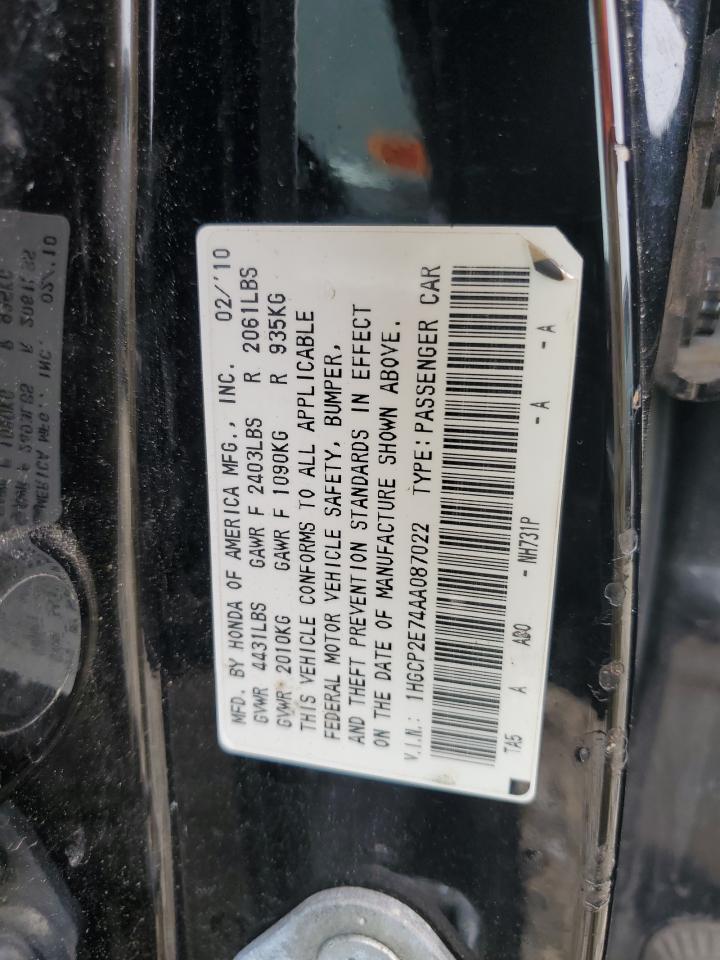 MFD. BY HONDA OF AMERICA MFG., INC. 02/'10
GVWR 4431LBS GAWR F 2403LBS R 2061LBS
GVWR 2010KG GAWR F 1090KG R 935KG
THIS VEHICLE CONFORMS TO ALL APPLICABLE
FEDERAL MOTOR VEHICLE SAFETY, BUMPER,
AND THEFT PREVENTION STANDARDS IN EFFECT
ON THE DATE OF MANUFACTURE SHOWN ABOVE.
V.I.N.: 1HGCP2E74AA087022 TYPE: PASSENGER CAR
TA5 A AB0 - NH731P - A - A